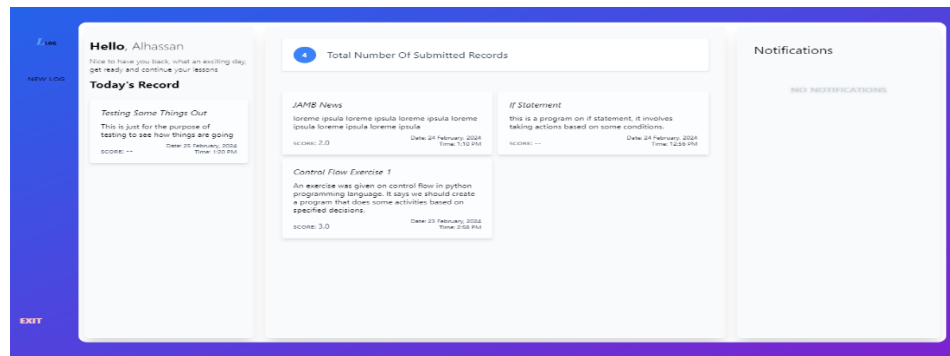 L LOG
NEW LOG
EXIT
Hello, Alhassan
Nice to have you back, what an exciting day,
get ready and continue your lessons
Today's Record
Testing Some Things Out
This is just for the purpose of
testing to see how things are going
SCORE: --
Date: 25 February, 2024
Time: 1:20 PM
4 Total Number Of Submitted Records
JAMB News
loreme ipsula loreme ipsula loreme ipsula loreme
ipsula loreme ipsula loreme ipsula
SCORE: 2.0
Date: 24 February, 2024
Time: 1:10 PM
If Statement
this is a program on if statement, it involves
taking actions based on some conditions.
SCORE: --
Date: 24 February, 2024
Time: 12:56 PM
Control Flow Exercise 1
An exercise was given on control flow in python
programming language. It says we should create
a program that does some activities based on
specified decisions.
SCORE: 3.0
Date: 23 February, 2024
Time: 2:58 PM
Notifications
NO NOTIFICATIONS